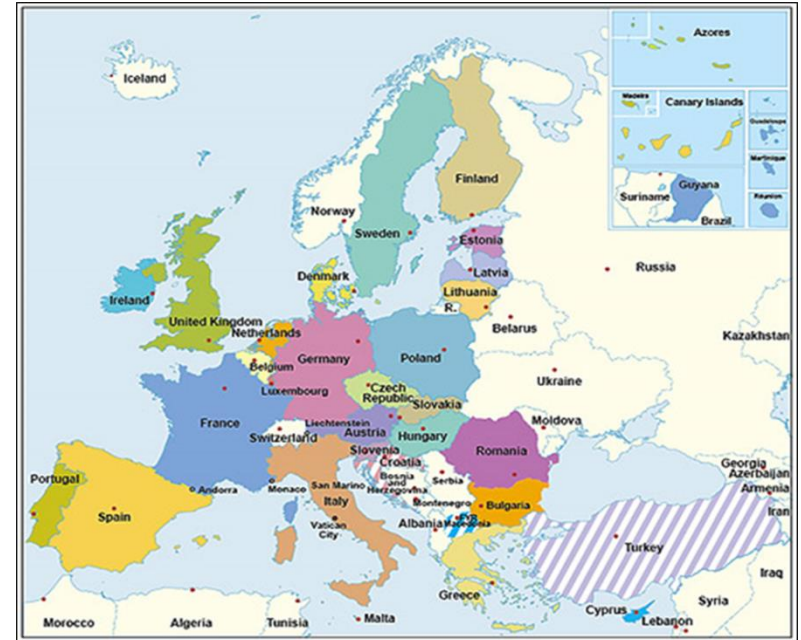 Azores
Iceland
Madeira
Canary Islands
Guadeloupe
Martinique
Finland
Guyana
Suriname
Réunion
Norway
Brazil
Sweden
Estonia
Russia
Latvia
Denmark
Lithuania
Ireland
R.
United Kingdom
Belarus
Netherlands
Kazakhstan
Germany
Poland
Belgium
Ukraine
Luxembourg
Czech
Republic
Slovakia
France
Liechtenstein
Moldova
Switzerland
Austria
Hungary
Slovenia
Romania
Croatia
Georgia
Portugal
Azerbaijan
Bosnia
and
Herzegovina
Serbia
San Marino
Andorra
Monaco
Armenia
Italy
Montenegro
Bulgaria
Iran
Spain
FYR
Macedonia
Albania
Vatican
City
Turkey
Iraq
Greece
Syria
Cyprus
Lebanon
Morocco
Algeria
Tunisia
Malta